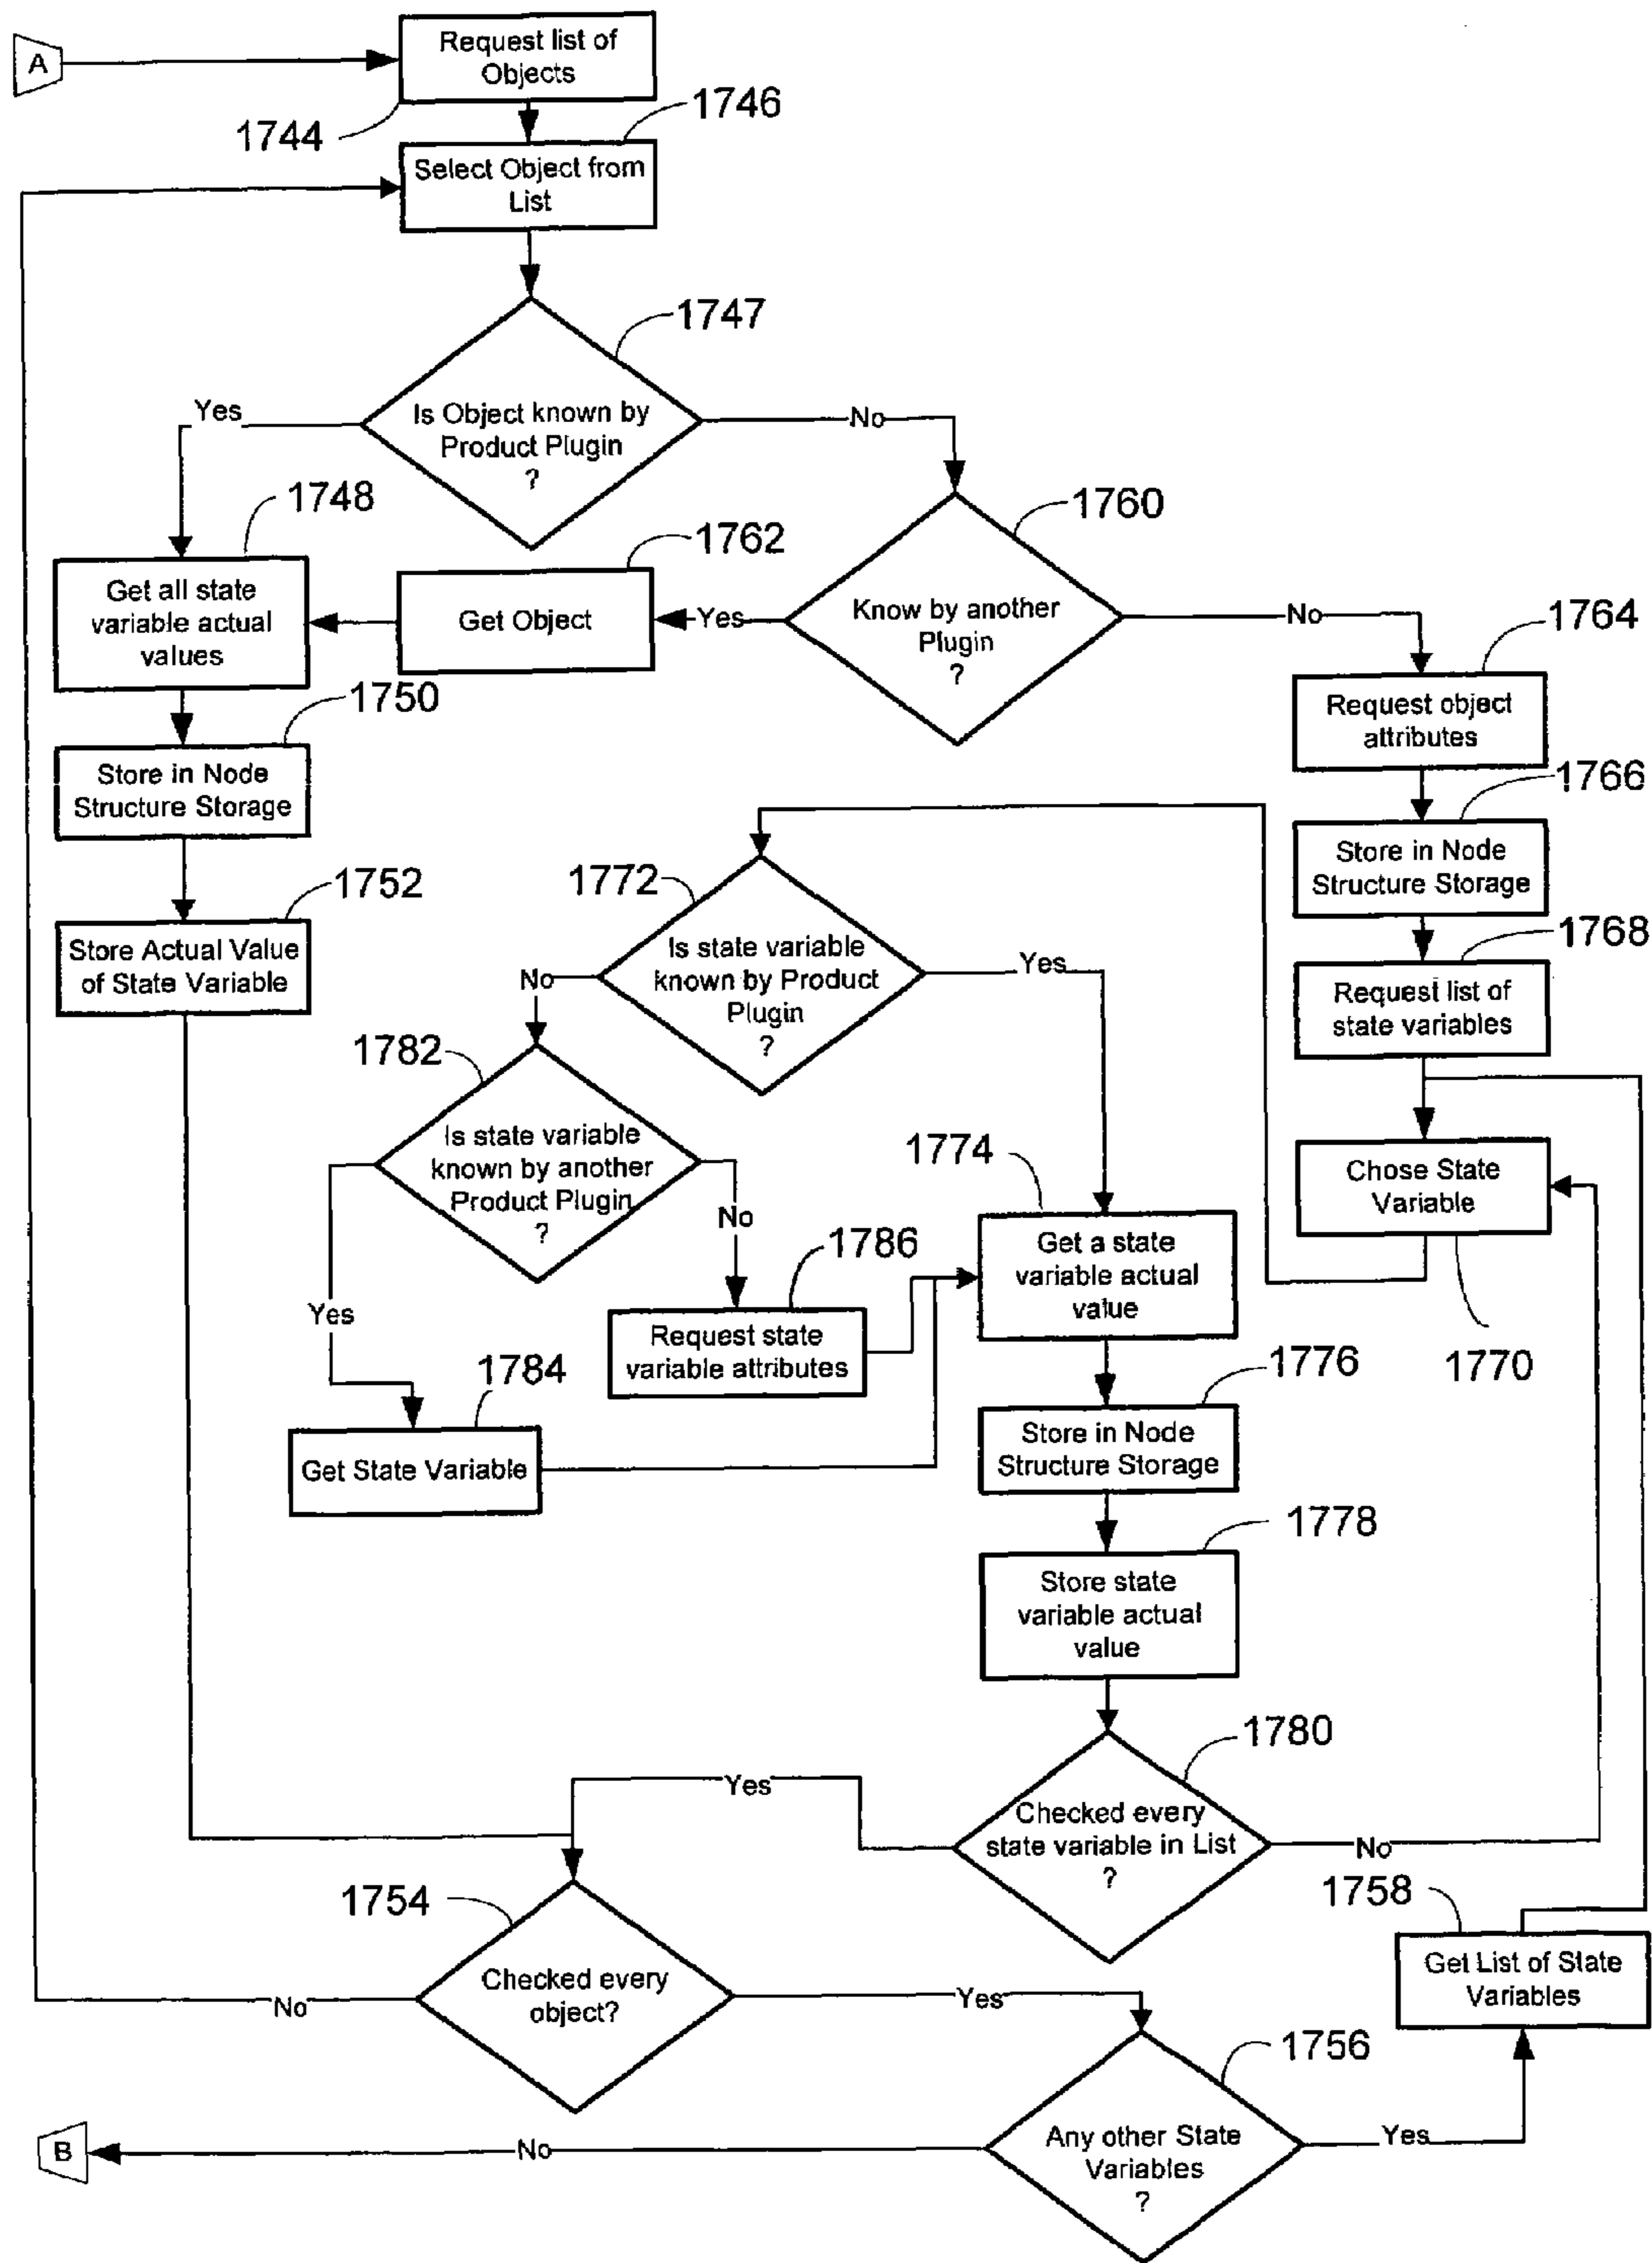 A
Request list of
Objects
1744
1746
Select Object from
List
1747
Is Object known by
Product Plugin
?
Yes
No
1748
Get all state
variable actual
values
1762
Get Object
Yes
1760
Know by another
Plugin
?
No
1764
Request object
attributes
1750
Store in Node
Structure Storage
1766
Store in Node
Structure Storage
1752
Store Actual Value
of State Variable
1772
Is state variable
known by Product
Plugin
?
No
Yes
1768
Request list of
state variables
1782
Is state variable
known by another
Product Plugin
?
Yes
No
1774
Get a state
variable actual
value
Chose State
Variable
1770
1786
Request state
variable attributes
1784
Get State Variable
1776
Store in Node
Structure Storage
1778
Store state
variable actual
value
1780
Checked every
state variable in List
?
Yes
No
1754
Checked every
object?
No
Yes
1758
Get List of State
Variables
1756
Any other State
Variables
?
Yes
No
B